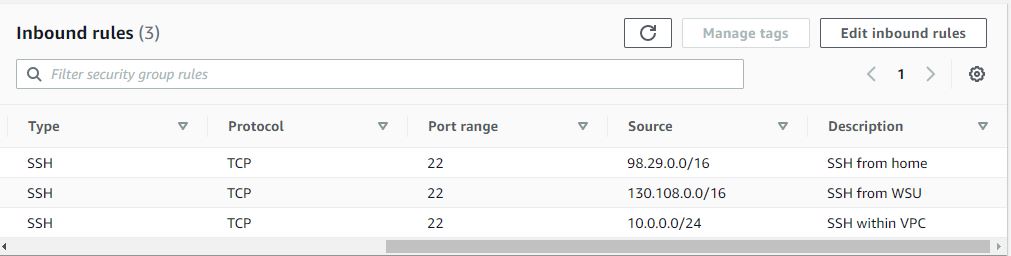 Inbound rules (3)
Manage tags
Edit inbound rules
Filter security group rules
1
Type Protocol Port range Source Description
SSH TCP 22 98.29.0.0/16 SSH from home
SSH TCP 22 130.108.0.0/16 SSH from WSU
SSH TCP 22 10.0.0.0/24 SSH within VPC